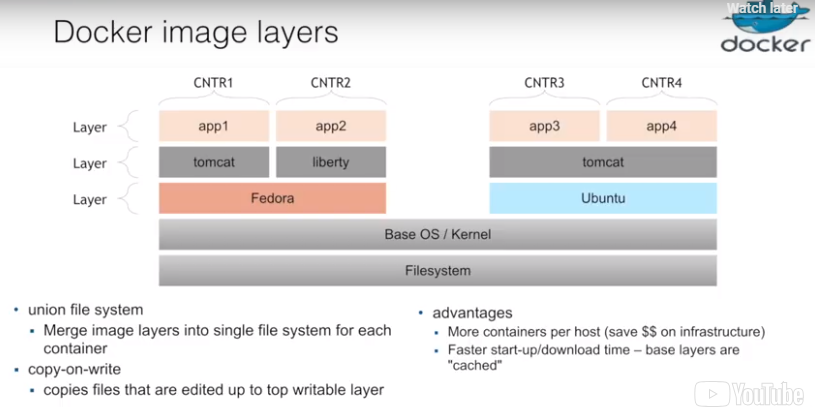 Watch later
Docker image layers
docker
CNTR1 CNTR2 CNTR3 CNTR4
Layer app1 app2 app3 app4
Layer tomcat liberty tomcat
Layer Fedora Ubuntu
Base OS / Kernel
Filesystem
• union file system
▪ Merge image layers into single file system for each
container
• copy-on-write
▪ copies files that are edited up to top writable layer
• advantages
• More containers per host (save $$ on infrastructure)
• Faster start-up/download time – base layers are
"cached"
YouTube